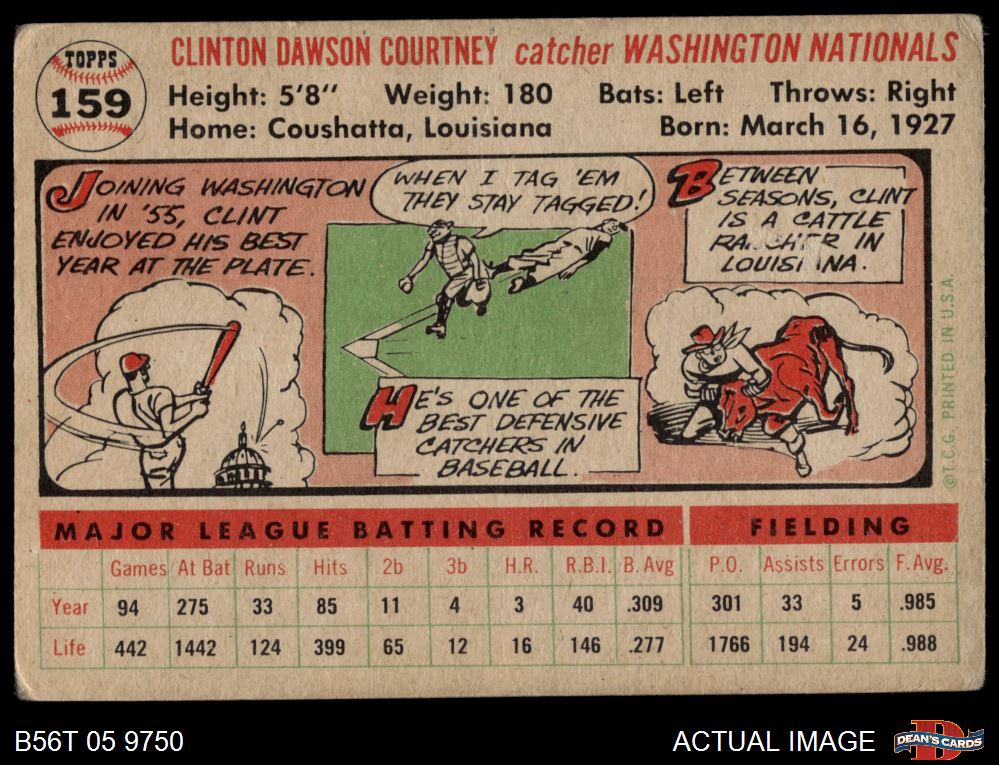 TOPPS
159
CLINTON DAWSON COURTNEY catcher WASHINGTON NATIONALS
Height: 5'8" Weight: 180 Bats: Left Throws: Right
Home: Coushatta, Louisiana Born: March 16, 1927
JOINING WASHINGTON
IN '55, CLINT
ENJOYED HIS BEST
YEAR AT THE PLATE.
WHEN I TAG 'EM
THEY STAY TAGGED!
HE'S ONE OF THE
BEST DEFENSIVE
CATCHERS IN
BASEBALL.
BETWEEN
SEASONS, CLINT
IS A CATTLE
RANCHER IN
LOUISIANA.
©T.C.G. PRINTED IN U.S.A.
MAJOR LEAGUE BATTING RECORD FIELDING
Games At Bat Runs Hits 2b 3b H.R. R.B.I. B. Avg P.O. Assists Errors F. Avg.
Year 94 275 33 85 11 4 3 40 .309 301 33 5 .985
Life 442 1442 124 399 65 12 16 146 .277 1766 194 24 .988
B56T 05 9750
ACTUAL IMAGE
D
DEAN'S CARDS